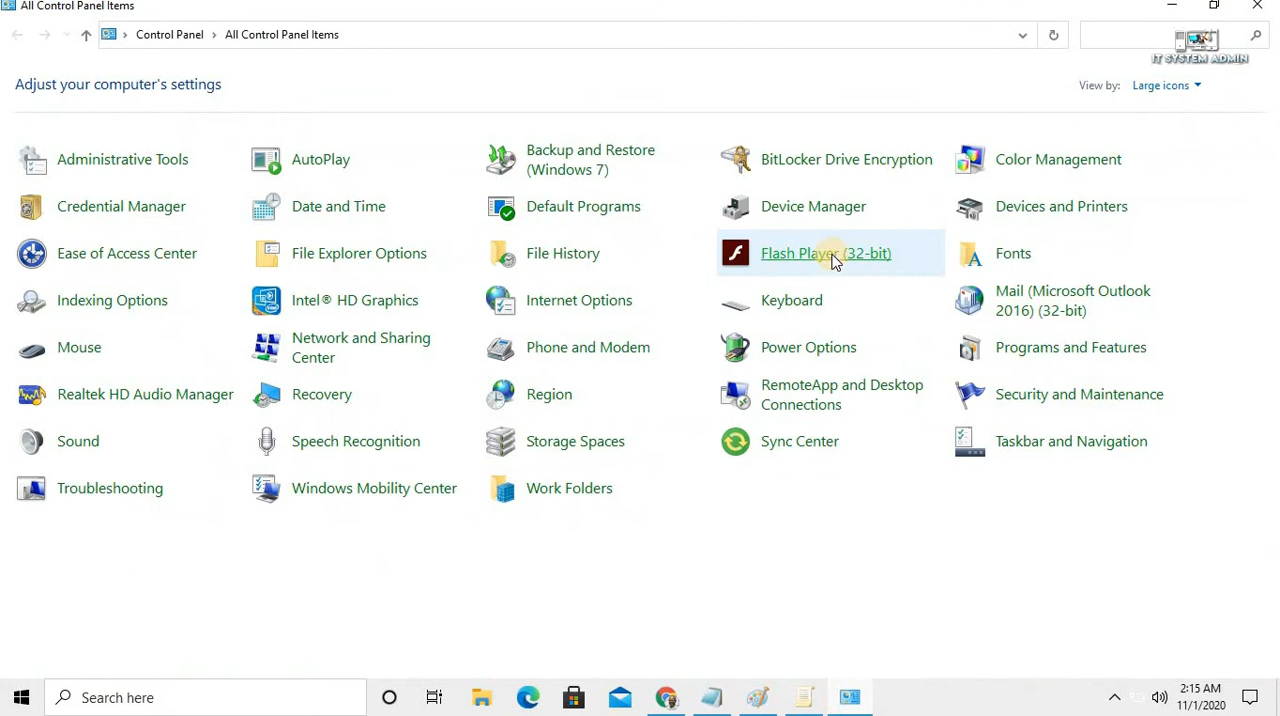 All Control Panel Items
Control Panel > All Control Panel Items
IT SYSTEM ADMIN
Adjust your computer's settings
View by: Large icons
Administrative Tools
AutoPlay
Backup and Restore
(Windows 7)
BitLocker Drive Encryption
Color Management
Credential Manager
Date and Time
Default Programs
Device Manager
Devices and Printers
Ease of Access Center
File Explorer Options
File History
Flash Player (32-bit)
Fonts
Indexing Options
Intel® HD Graphics
Internet Options
Keyboard
Mail (Microsoft Outlook
2016) (32-bit)
Mouse
Network and Sharing
Center
Phone and Modem
Power Options
Programs and Features
Realtek HD Audio Manager
Recovery
Region
RemoteApp and Desktop
Connections
Security and Maintenance
Sound
Speech Recognition
Storage Spaces
Sync Center
Taskbar and Navigation
Troubleshooting
Windows Mobility Center
Work Folders
Search here
2:15 AM
11/1/2020